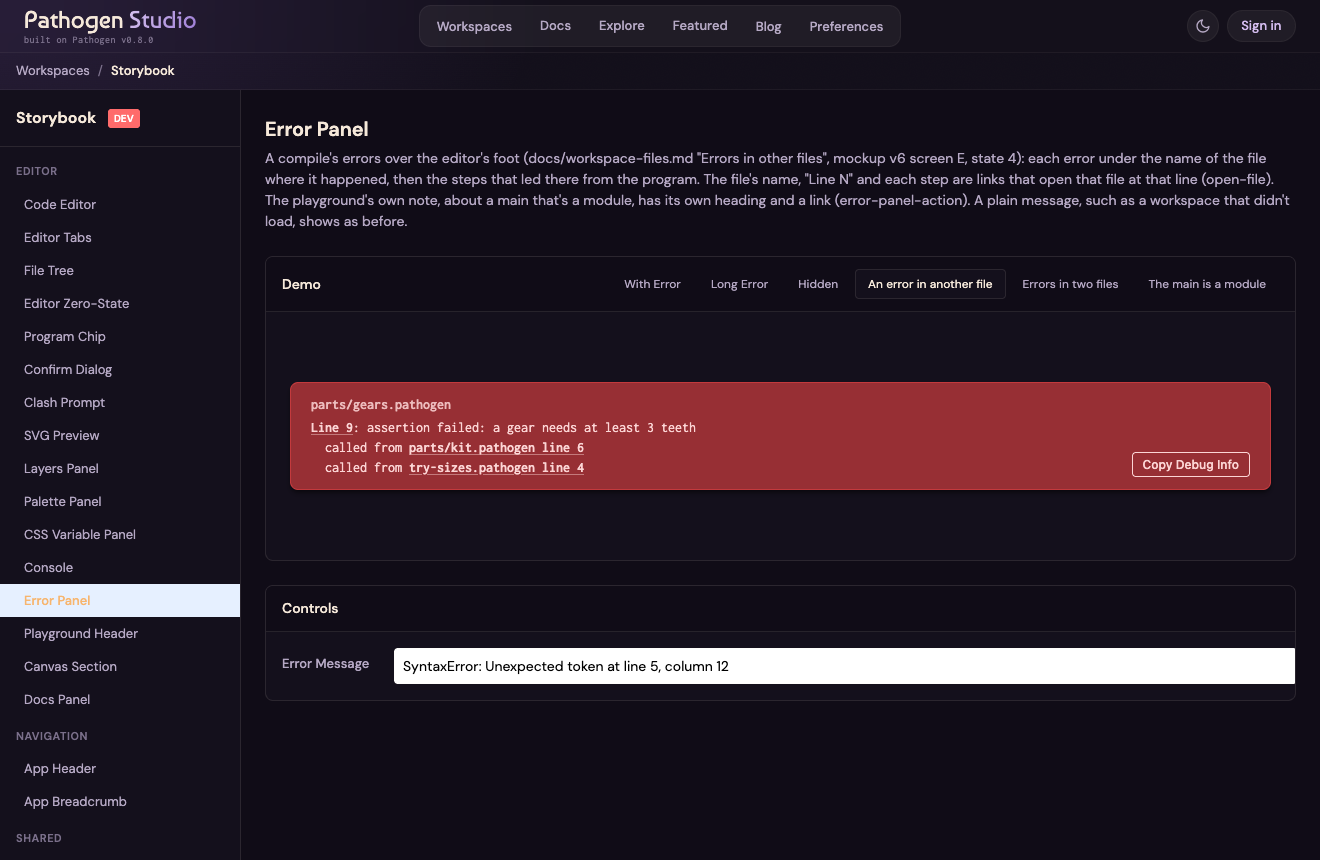 Pathogen Studio
built on Pathogen v0.8.0
Workspaces
Docs
Explore
Featured
Blog
Preferences
Sign in
Workspaces / Storybook
Storybook
DEV
EDITOR
Code Editor
Editor Tabs
File Tree
Editor Zero-State
Program Chip
Confirm Dialog
Clash Prompt
SVG Preview
Layers Panel
Palette Panel
CSS Variable Panel
Console
Error Panel
Playground Header
Canvas Section
Docs Panel
NAVIGATION
App Header
App Breadcrumb
SHARED
Error Panel
A compile's errors over the editor's foot (docs/workspace-files.md "Errors in other files", mockup v6 screen E, state 4): each error under the name of the file
where it happened, then the steps that led there from the program. The file's name, "Line N" and each step are links that open that file at that line (open-file).
The playground's own note, about a main that's a module, has its own heading and a link (error-panel-action). A plain message, such as a workspace that didn't
load, shows as before.
Demo
With Error
Long Error
Hidden
An error in another file
Errors in two files
The main is a module
parts/gears.pathogen
Line 9: assertion failed: a gear needs at least 3 teeth
called from parts/kit.pathogen line 6
called from try-sizes.pathogen line 4
Copy Debug Info
Controls
Error Message
SyntaxError: Unexpected token at line 5, column 12